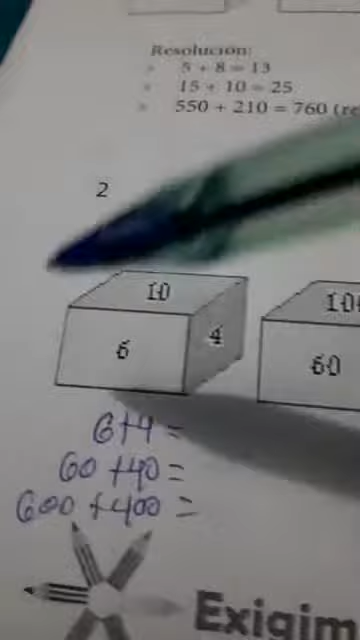 Resolución:
5 + 8 = 13
15 + 10 = 25
550 + 210 = 760
2
10
6
4
60
6+4=
60+40=
600+400=
Exigim